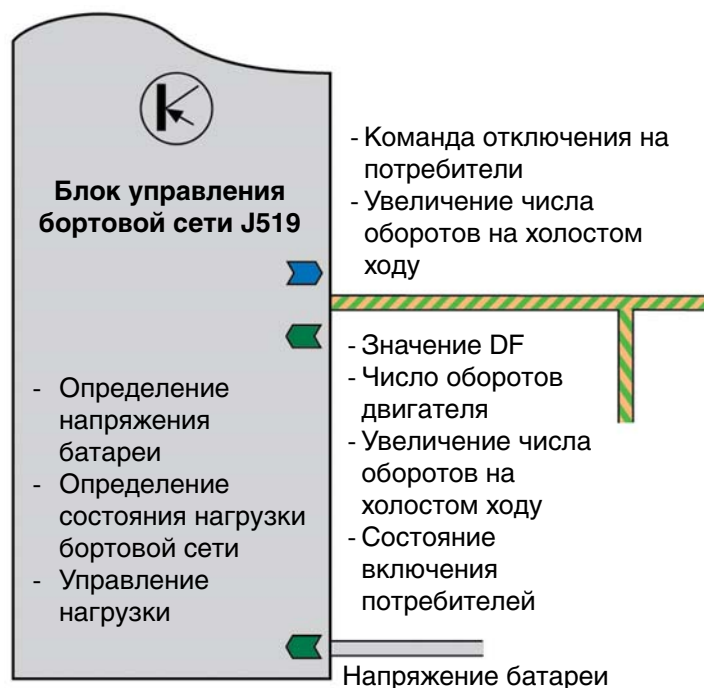 Блок управления
бортовой сети J519
- Определение
напряжения
батареи
- Определение
состояния нагрузки
бортовой сети
- Управление
нагрузки
- Команда отключения на
потребители
- Увеличение числа
оборотов на холостом
ходу
- Значение DF
- Число оборотов
двигателя
- Увеличение числа
оборотов на
холостом ходу
- Состояние
включения
потребителей
Напряжение батареи